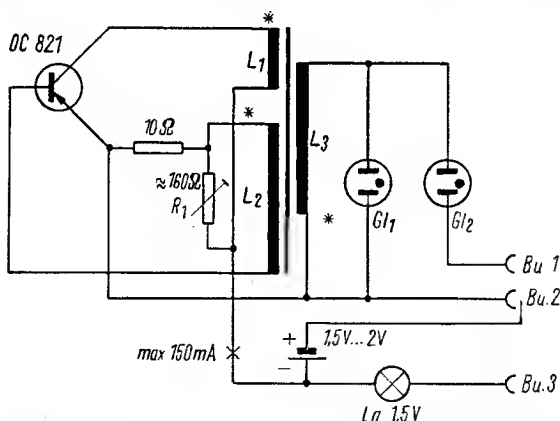 OC 821
*
L1
*
10Ω
L3
≈160Ω
R1
L2
*
Gl1
Gl2
Bu 1
Bu.2
+
1,5V...2V
max 150mA
-
Bu.3
La 1,5V